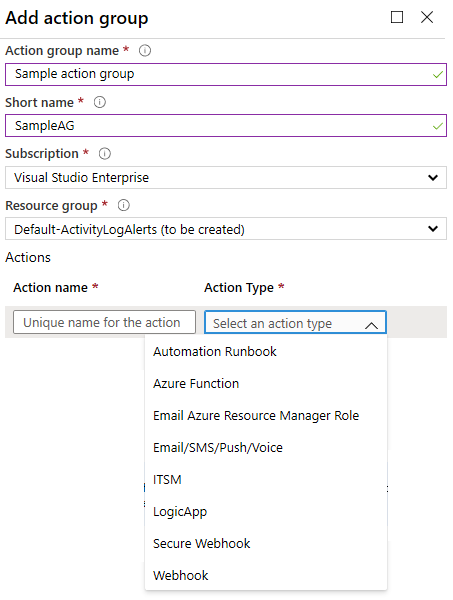 Add action group
Action group name *
Sample action group
Short name *
SampleAG
Subscription *
Visual Studio Enterprise
Resource group *
Default-ActivityLogAlerts (to be created)
Actions
Action name * Action Type *
Unique name for the action Select an action type
Automation Runbook
Azure Function
Email Azure Resource Manager Role
Email/SMS/Push/Voice
ITSM
LogicApp
Secure Webhook
Webhook